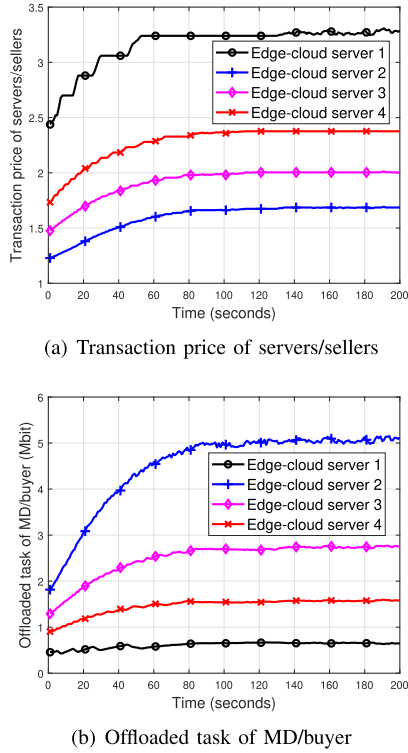 3.5
3
2.5
2
1.5
1
Transaction price of servers/sellers
Edge-cloud server 1
Edge-cloud server 2
Edge-cloud server 3
Edge-cloud server 4
0 20 40 60 80 100 120 140 160 180 200
Time (seconds)
(a) Transaction price of servers/sellers
6
5
4
3
2
1
0
Offloaded task of MD/buyer (Mbit)
Edge-cloud server 1
Edge-cloud server 2
Edge-cloud server 3
Edge-cloud server 4
0 20 40 60 80 100 120 140 160 180 200
Time (seconds)
(b) Offloaded task of MD/buyer